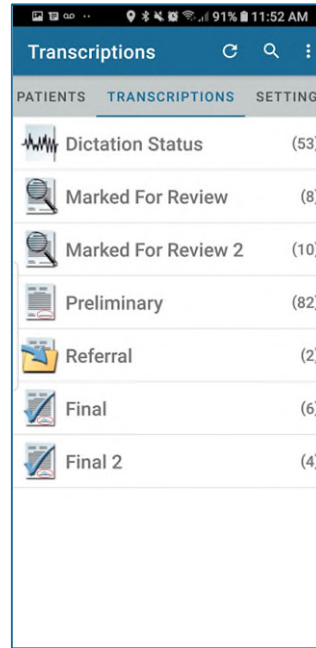 91% 11:52 AM
Transcriptions
PATIENTS TRANSCRIPTIONS SETTING
Dictation Status (53)
Marked For Review (8)
Marked For Review 2 (10)
Preliminary (82)
Referral (2)
Final (6)
Final 2 (4)